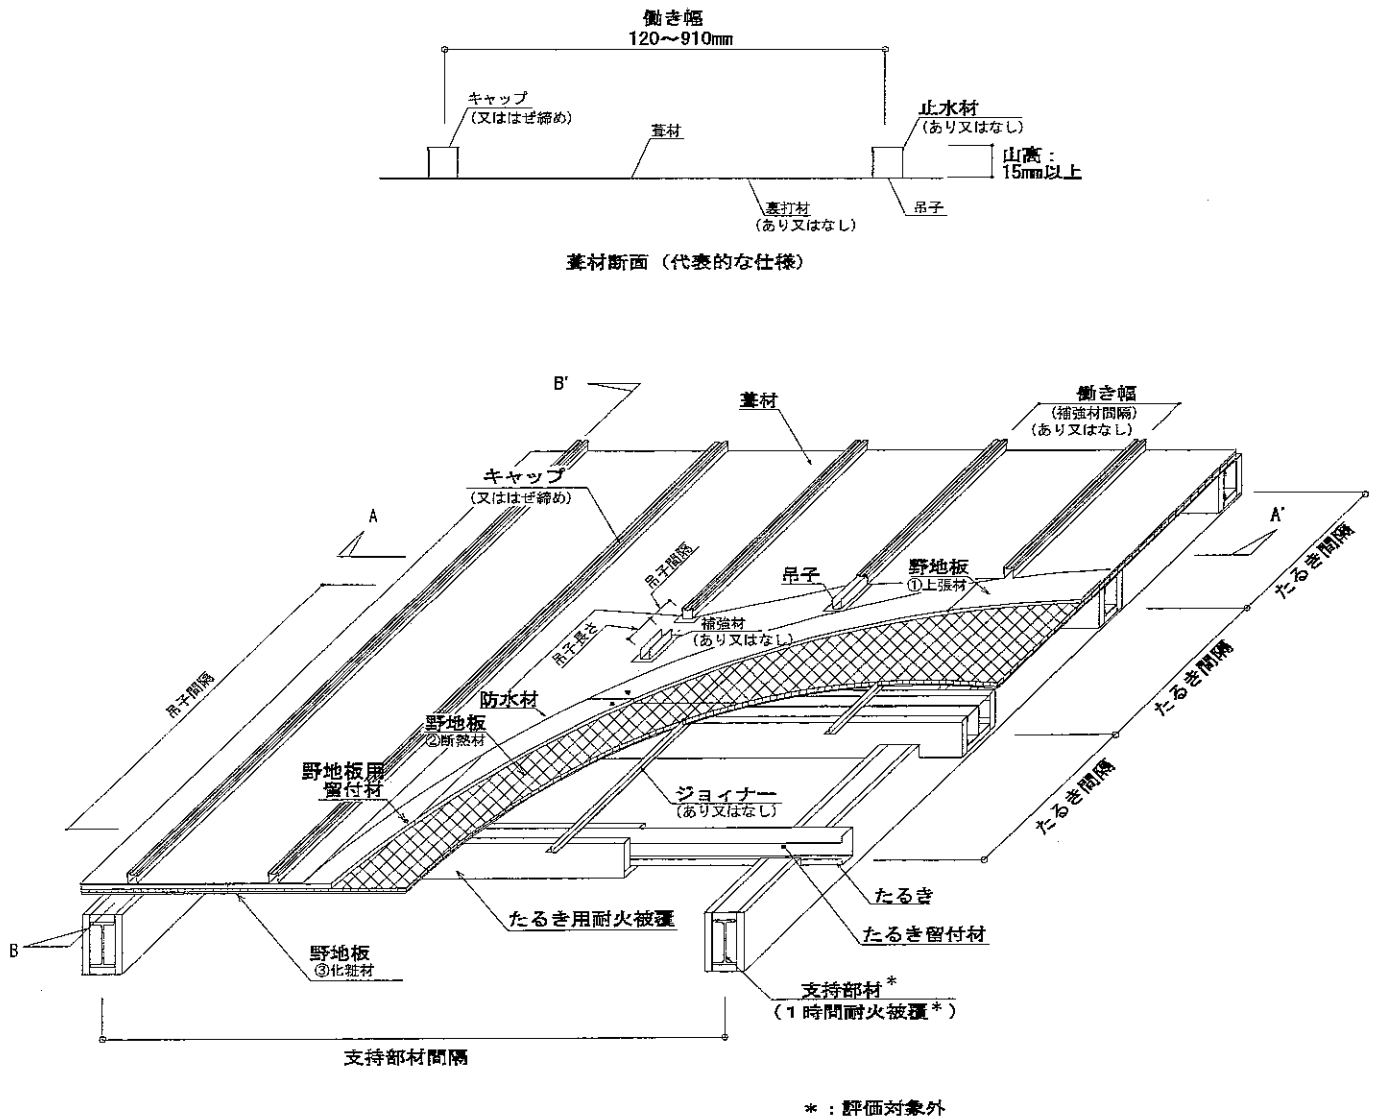 働き幅
120～910mm
キャップ
(又ははぜ締め)
葺材
止水材
(あり又はなし)
山高：
15mm以上
裏打材
(あり又はなし)
吊子
葺材断面（代表的な仕様）
B'
葺材
働き幅
(補強材間隔)
(あり又はなし)
キャップ
(又ははぜ締め)
A
A'
吊子間隔
吊子
野地板
①上張材
たるき間隔
補強材
(あり又はなし)
吊子長さ
吊子間隔
防水材
野地板
②断熱材
たるき間隔
野地板用
留付材
ジョイナー
(あり又はなし)
たるき間隔
たるき用耐火被覆
たるき
たるき留付材
B
野地板
③化粧材
支持部材*
(1時間耐火被覆*)
支持部材間隔
*：評価対象外